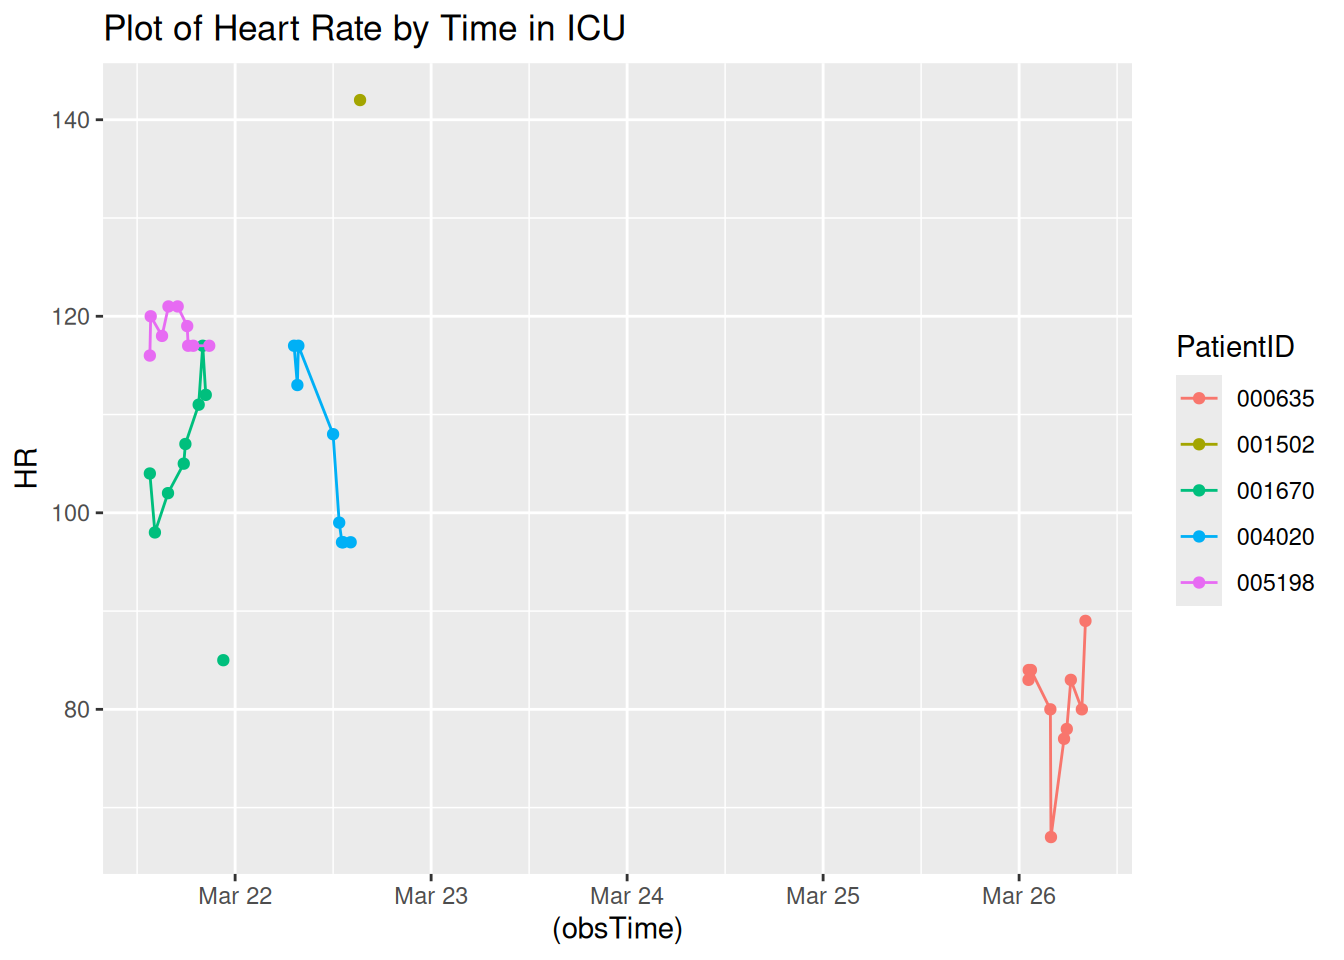 Plot of Heart Rate by Time in ICU
140
120
100
80
HR
Mar 22 Mar 23 Mar 24 Mar 25 Mar 26
(obsTime)
PatientID
000635
001502
001670
004020
005198